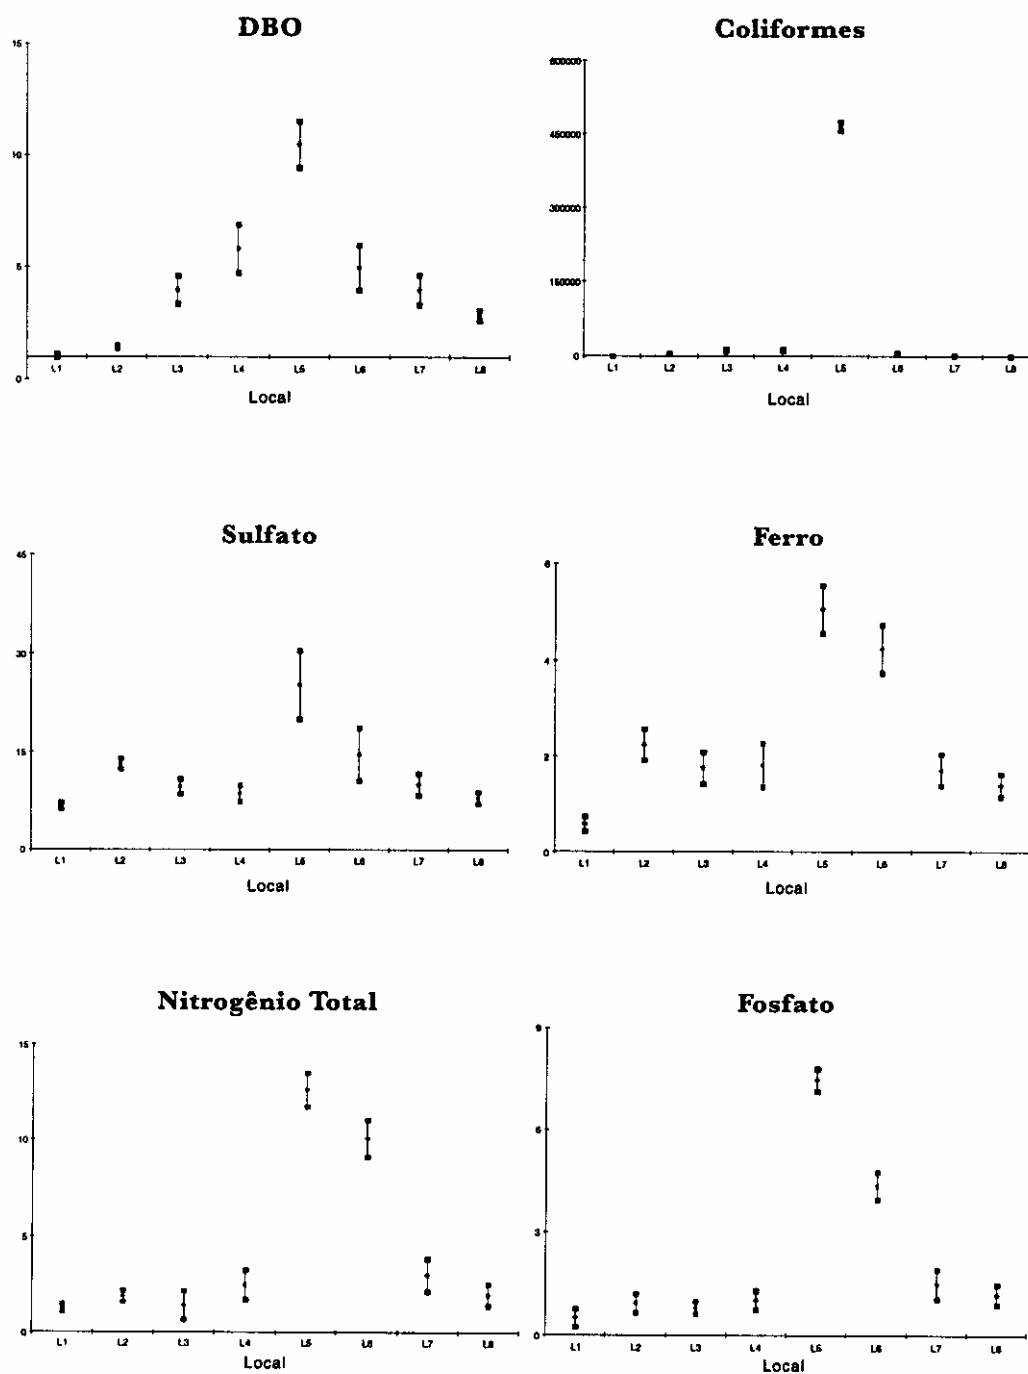 DBO
15
10
5
0
L1 L2 L3 L4 L5 L6 L7 L8
Local
Coliformes
600000
450000
300000
150000
0
L1 L2 L3 L4 L5 L6 L7 L8
Local
Sulfato
45
30
15
0
L1 L2 L3 L4 L5 L6 L7 L8
Local
Ferro
6
4
2
0
L1 L2 L3 L4 L5 L6 L7 L8
Local
Nitrogênio Total
15
10
5
0
L1 L2 L3 L4 L5 L6 L7 L8
Local
Fosfato
9
6
3
0
L1 L2 L3 L4 L5 L6 L7 L8
Local